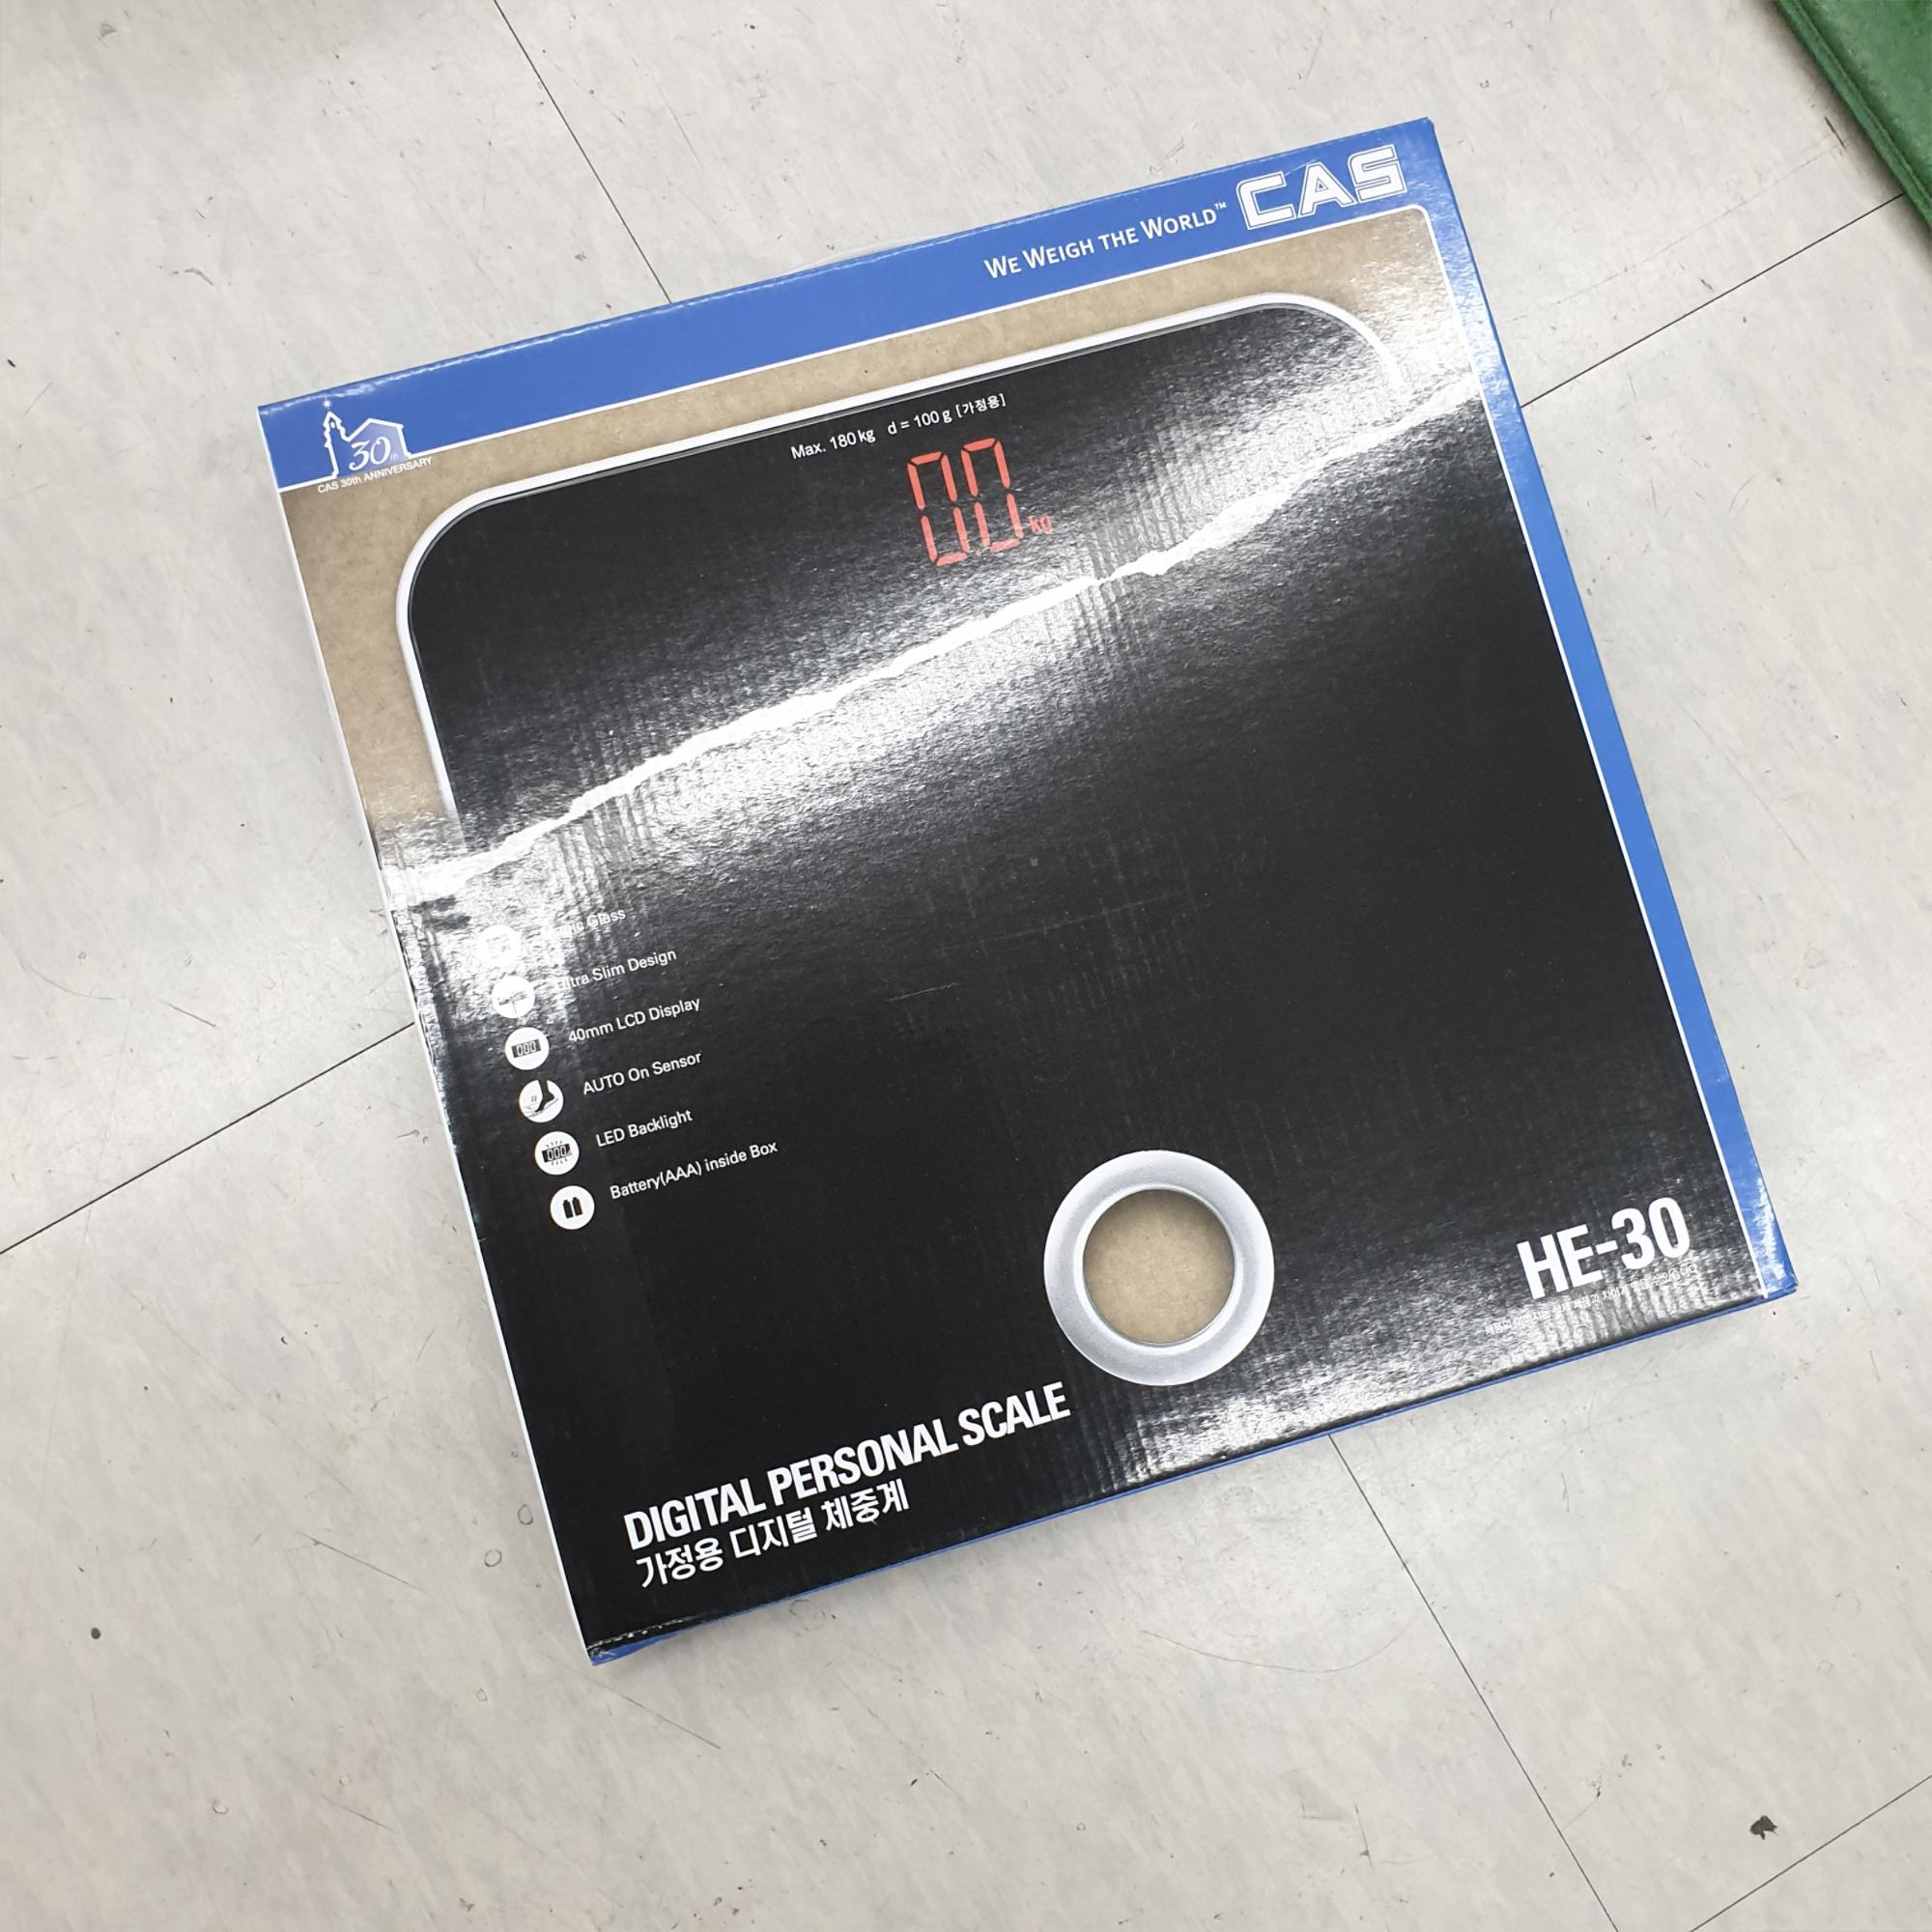 WE WEIGH THE WORLD™ CAS
30th
CAS 30th ANNIVERSARY
Max. 180 kg d = 100 g [가정용]
0.0 kg
Glass
Ultra Slim Design
40mm LCD Display
AUTO On Sensor
LED Backlight
Battery(AAA) inside Box
HE-30
DIGITAL PERSONAL SCALE
가정용 디지털 체중계